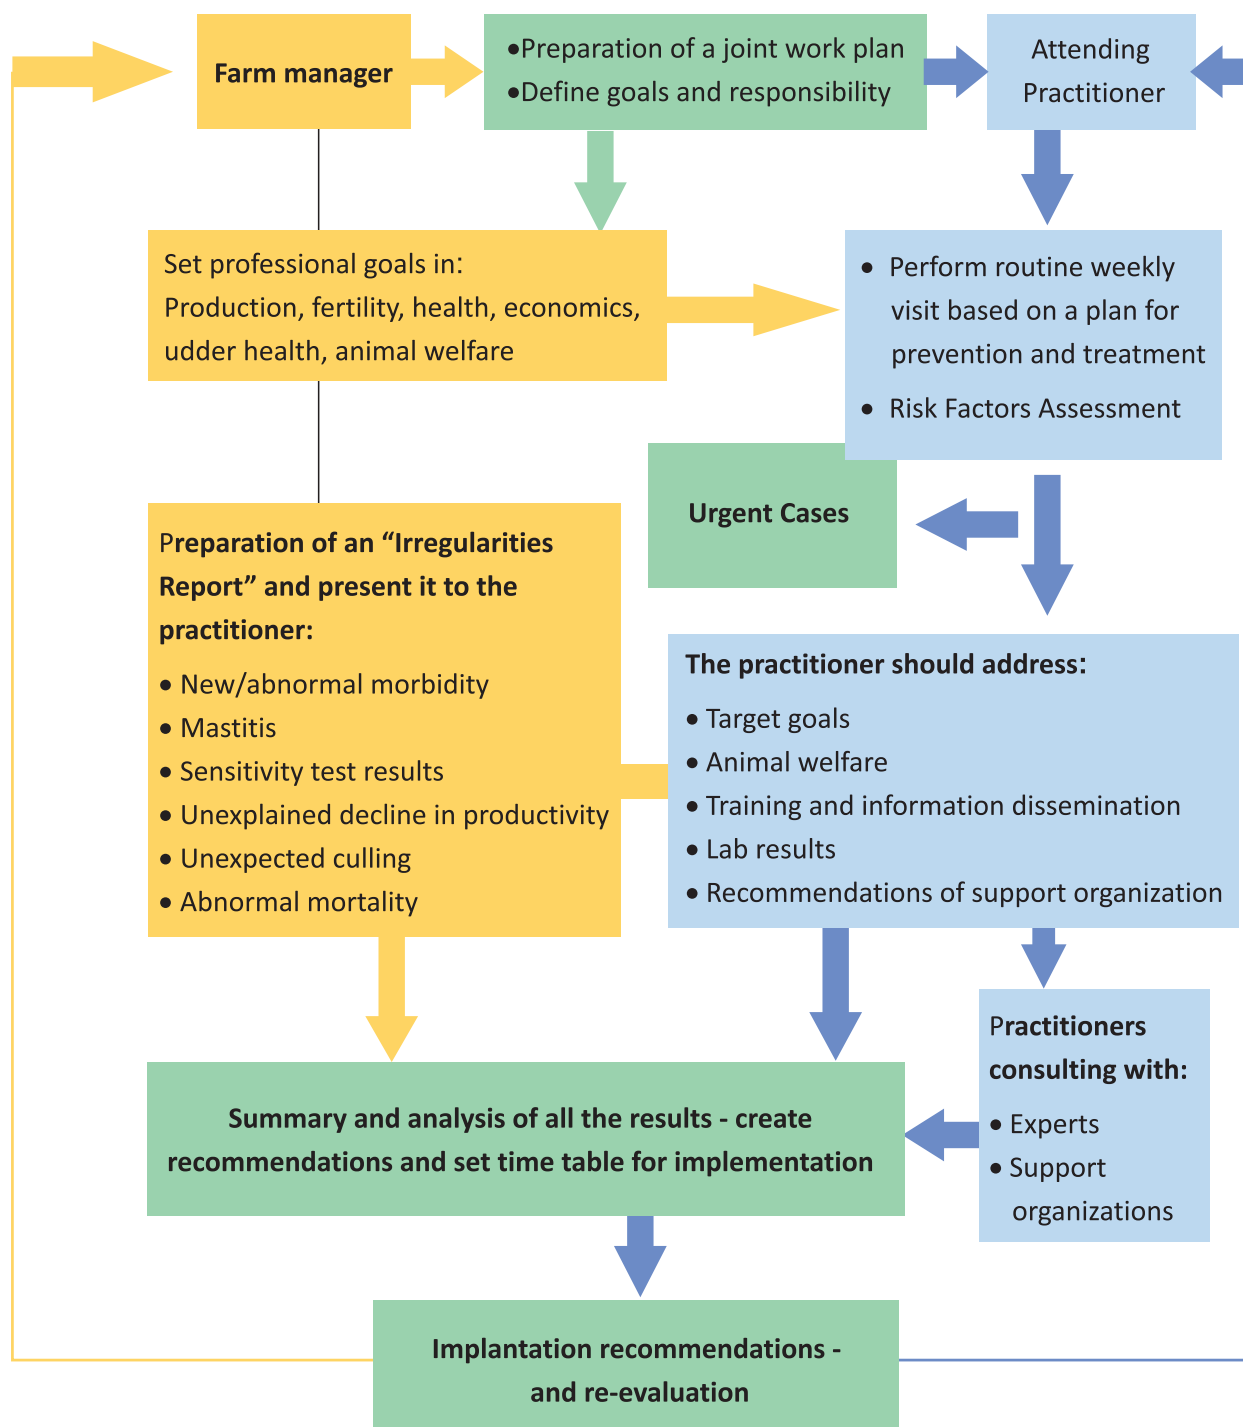 Farm manager
•Preparation of a joint work plan
•Define goals and responsibility
Attending
Practitioner
Set professional goals in:
Production, fertility, health, economics,
udder health, animal welfare
• Perform routine weekly
visit based on a plan for
prevention and treatment
• Risk Factors Assessment
Urgent Cases
Preparation of an “Irregularities
Report” and present it to the
practitioner:
• New/abnormal morbidity
• Mastitis
• Sensitivity test results
• Unexplained decline in productivity
• Unexpected culling
• Abnormal mortality
The practitioner should address:
• Target goals
• Animal welfare
• Training and information dissemination
• Lab results
• Recommendations of support organization
Practitioners
consulting with:
• Experts
• Support
organizations
Summary and analysis of all the results - create
recommendations and set time table for implementation
Implantation recommendations -
and re-evaluation